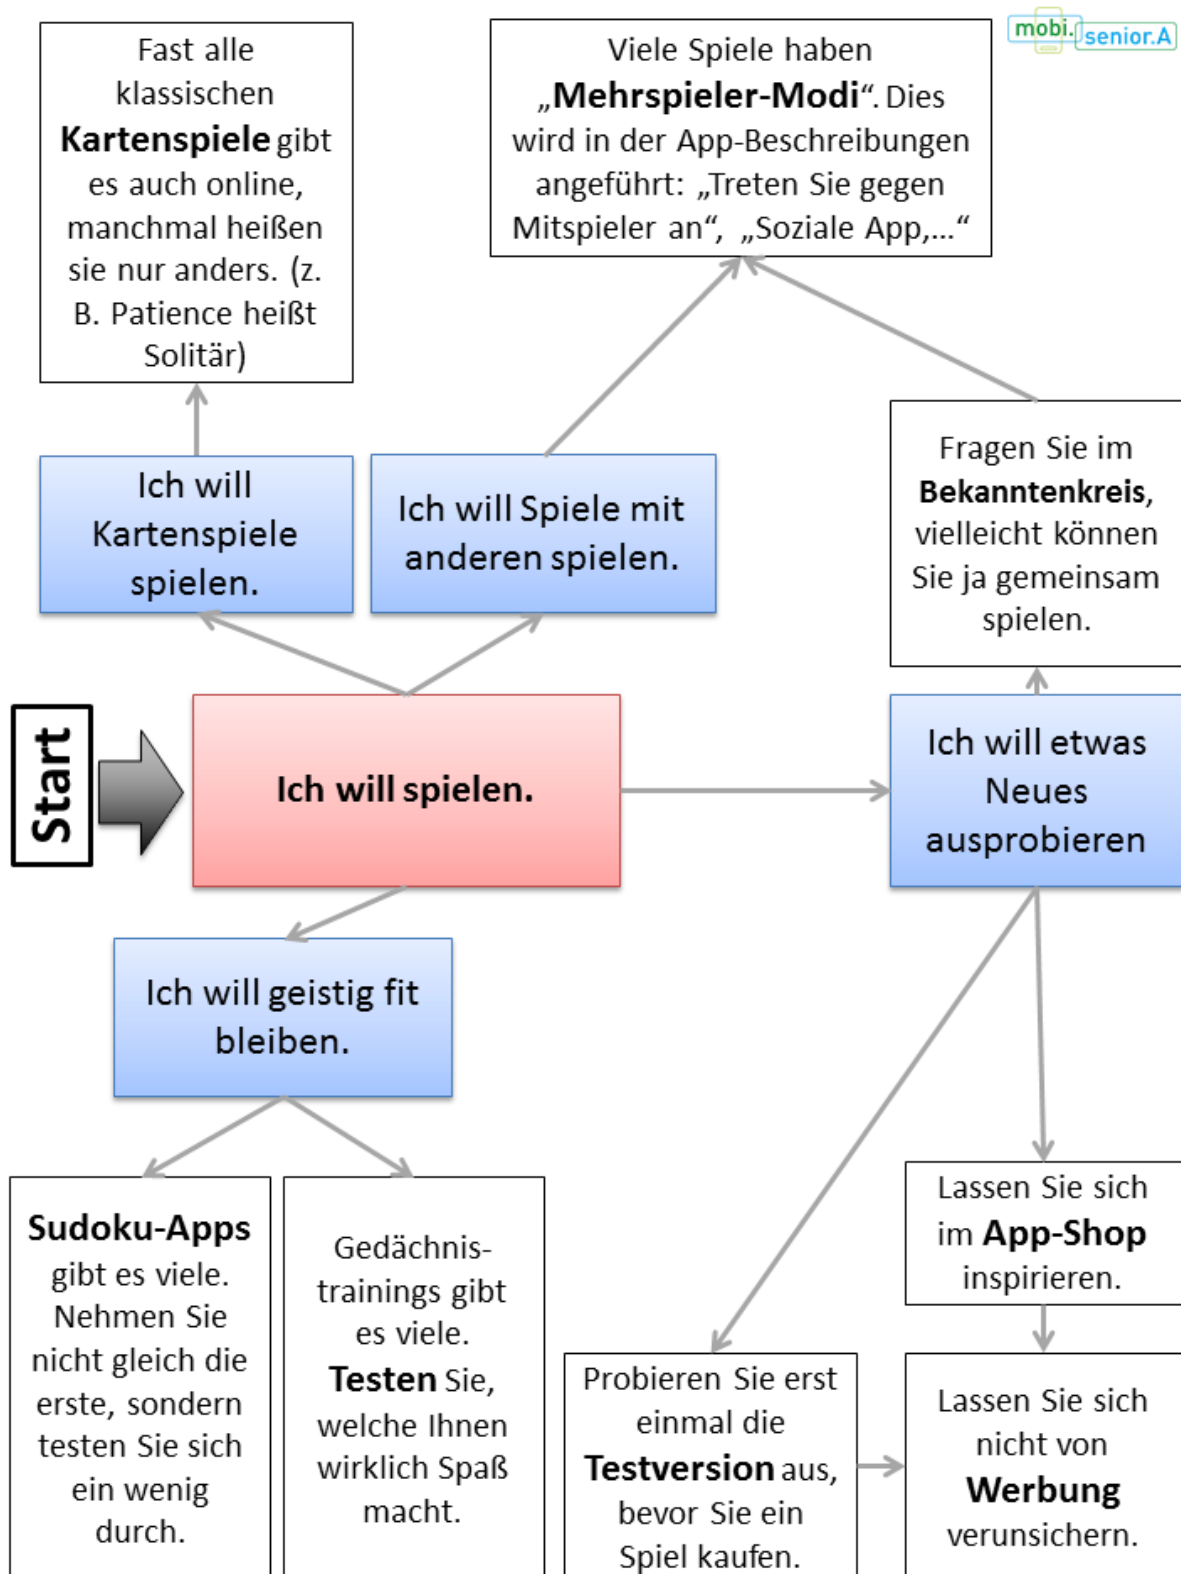 mobi.
senior.A
Fast alle
klassischen
Kartenspiele gibt
es auch online,
manchmal heißen
sie nur anders. (z.
B. Patience heißt
Solitär)
Viele Spiele haben
„Mehrspieler-Modi“. Dies
wird in der App-Beschreibungen
angeführt: „Treten Sie gegen
Mitspieler an“, „Soziale App,...“
Ich will
Kartenspiele
spielen.
Ich will Spiele mit
anderen spielen.
Fragen Sie im
Bekanntenkreis,
vielleicht können
Sie ja gemeinsam
spielen.
Start
Ich will spielen.
Ich will etwas
Neues
ausprobieren
Ich will geistig fit
bleiben.
Sudoku-Apps
gibt es viele.
Nehmen Sie
nicht gleich die
erste, sondern
testen Sie sich
ein wenig
durch.
Gedächnis-
trainings gibt
es viele.
Testen Sie,
welche Ihnen
wirklich Spaß
macht.
Probieren Sie erst
einmal die
Testversion aus,
bevor Sie ein
Spiel kaufen.
Lassen Sie sich
im App-Shop
inspirieren.
Lassen Sie sich
nicht von
Werbung
verunsichern.